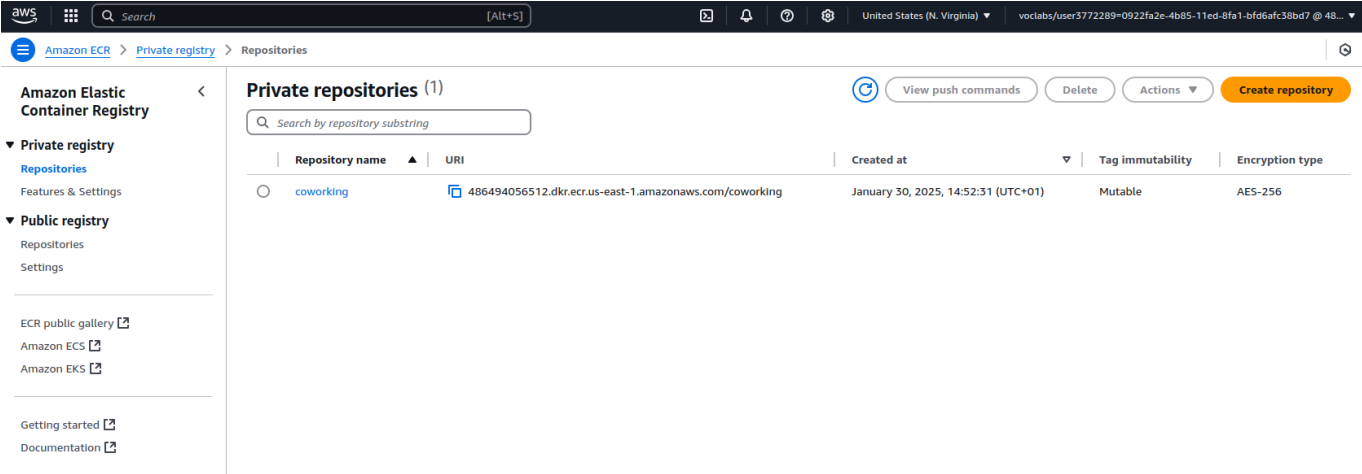 aws
Search [Alt+S]
United States (N. Virginia) ▼
voclabs/user3772289=0922fa2e-4b85-11ed-8fa1-bfd6afc38bd7 @ 48... ▼
Amazon ECR > Private registry > Repositories
Amazon Elastic
Container Registry
Private registry
Repositories
Features & Settings
Public registry
Repositories
Settings
ECR public gallery
Amazon ECS
Amazon EKS
Getting started
Documentation
Private repositories (1)
View push commands
Delete
Actions ▼
Create repository
Search by repository substring
Repository name URI Created at Tag immutability Encryption type
coworking 486494056512.dkr.ecr.us-east-1.amazonaws.com/coworking January 30, 2025, 14:52:31 (UTC+01) Mutable AES-256